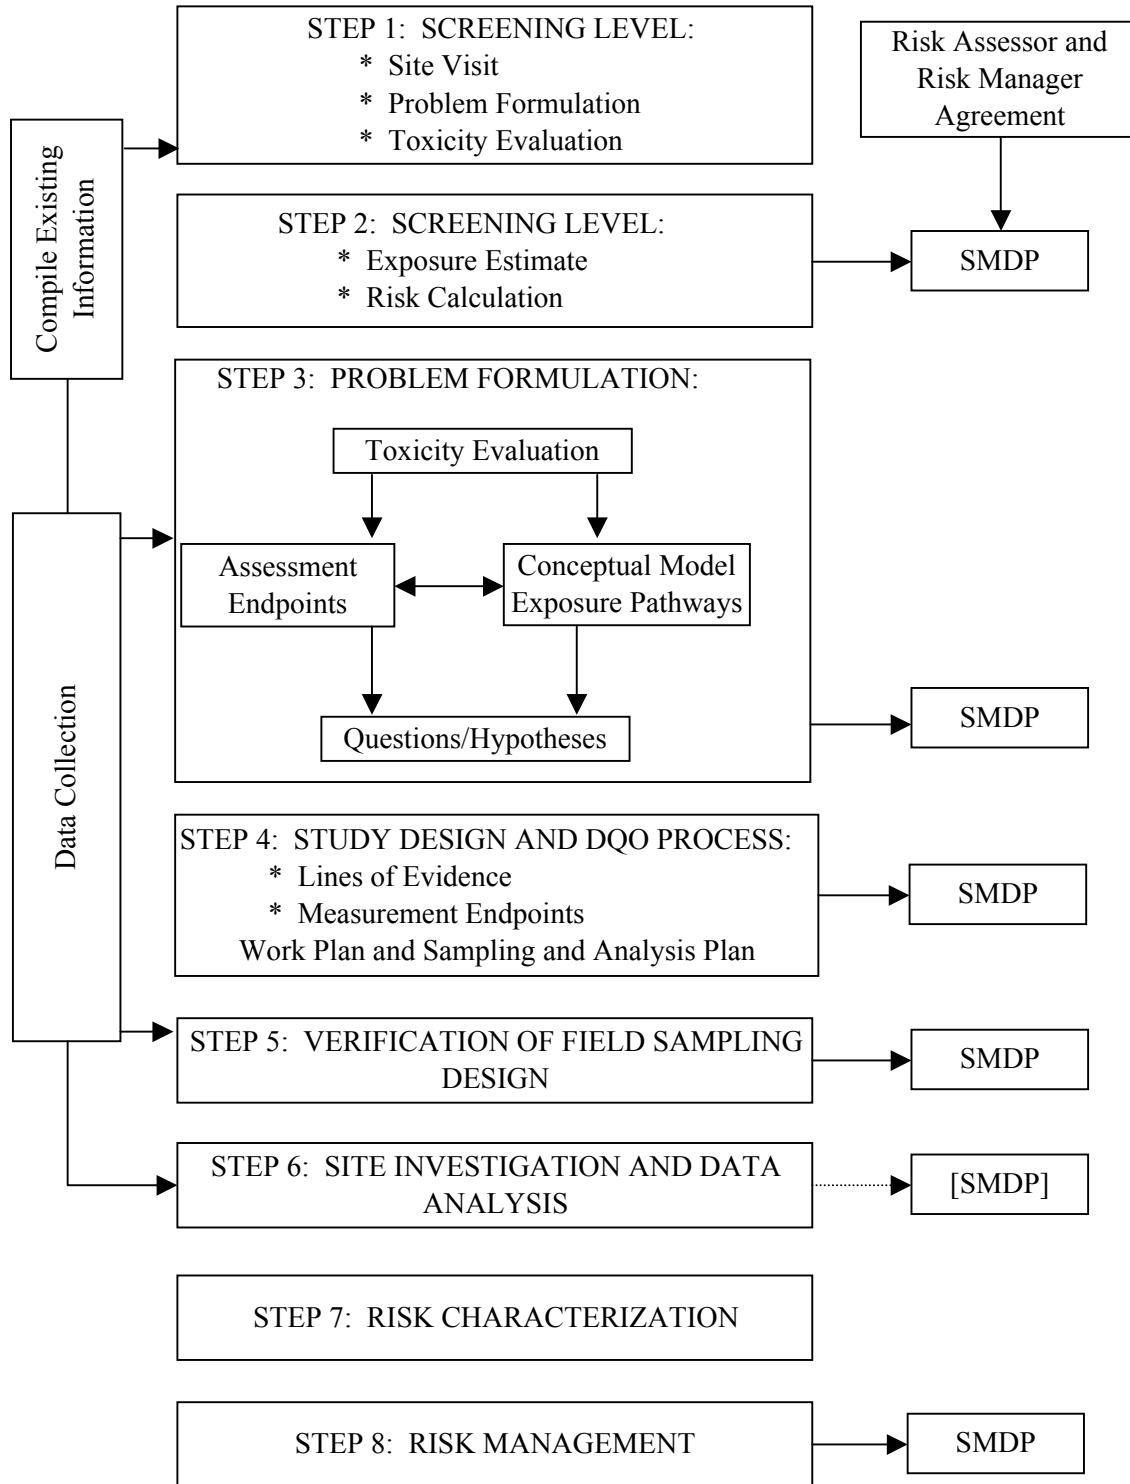 STEP 1:  SCREENING LEVEL:
* Site Visit
* Problem Formulation
* Toxicity Evaluation
Risk Assessor and
Risk Manager
Agreement
Compile Existing
Information
STEP 2:  SCREENING LEVEL:
* Exposure Estimate
* Risk Calculation
SMDP
STEP 3:  PROBLEM FORMULATION:
Toxicity Evaluation
Assessment
Endpoints
Conceptual Model
Exposure Pathways
Questions/Hypotheses
SMDP
Data Collection
STEP 4:  STUDY DESIGN AND DQO PROCESS:
* Lines of Evidence
* Measurement Endpoints
Work Plan and Sampling and Analysis Plan
SMDP
STEP 5:  VERIFICATION OF FIELD SAMPLING
DESIGN
SMDP
STEP 6:  SITE INVESTIGATION AND DATA
ANALYSIS
[SMDP]
STEP 7:  RISK CHARACTERIZATION
STEP 8:  RISK MANAGEMENT
SMDP